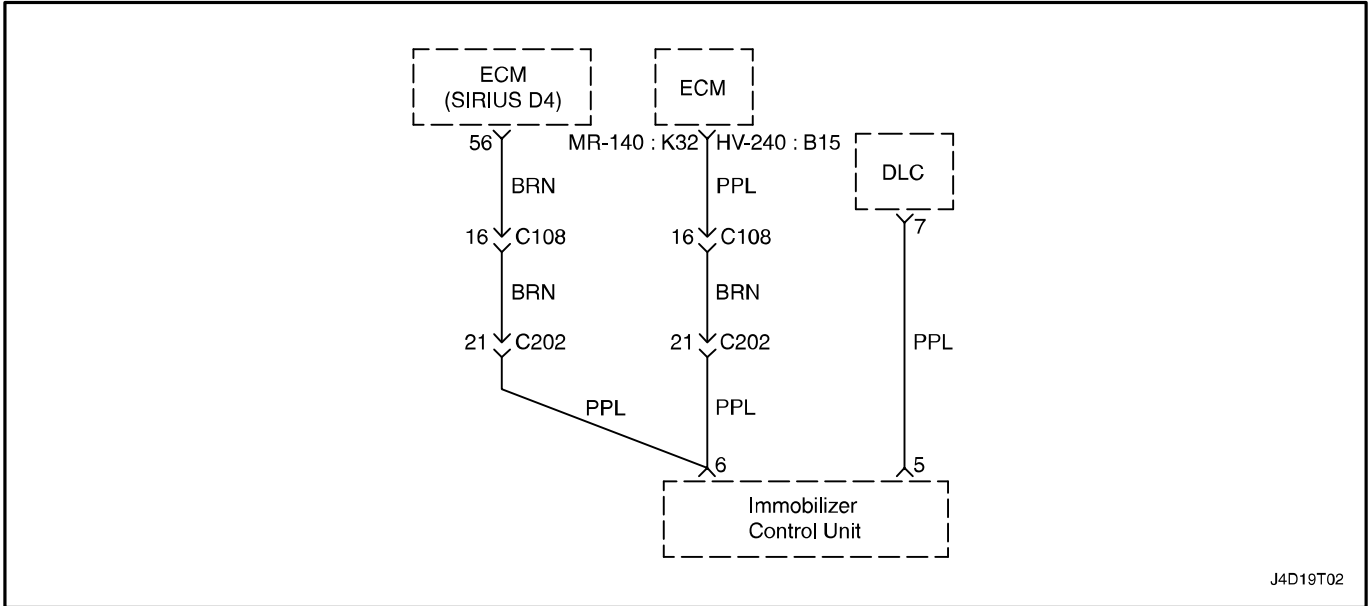 ECM
(SIRIUS D4)
ECM
56
MR-140 : K32
HV-240 : B15
DLC
BRN
PPL
7
16 C108
16 C108
BRN
BRN
21 C202
21 C202
PPL
PPL
PPL
6
5
Immobilizer
Control Unit
J4D19T02